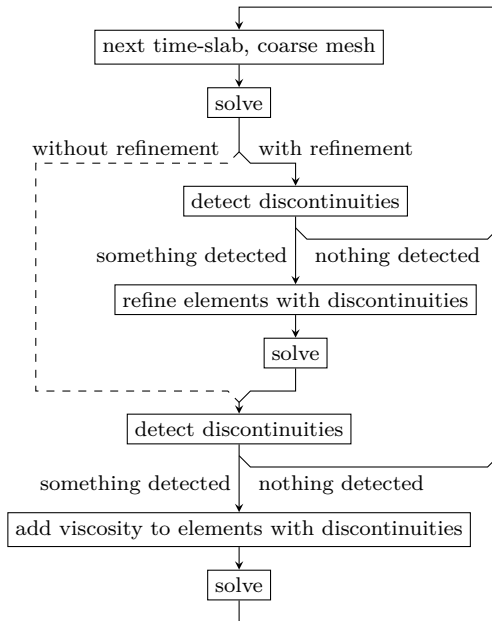 next time-slab, coarse mesh
solve
without refinement
with refinement
detect discontinuities
something detected
nothing detected
refine elements with discontinuities
solve
detect discontinuities
something detected
nothing detected
add viscosity to elements with discontinuities
solve